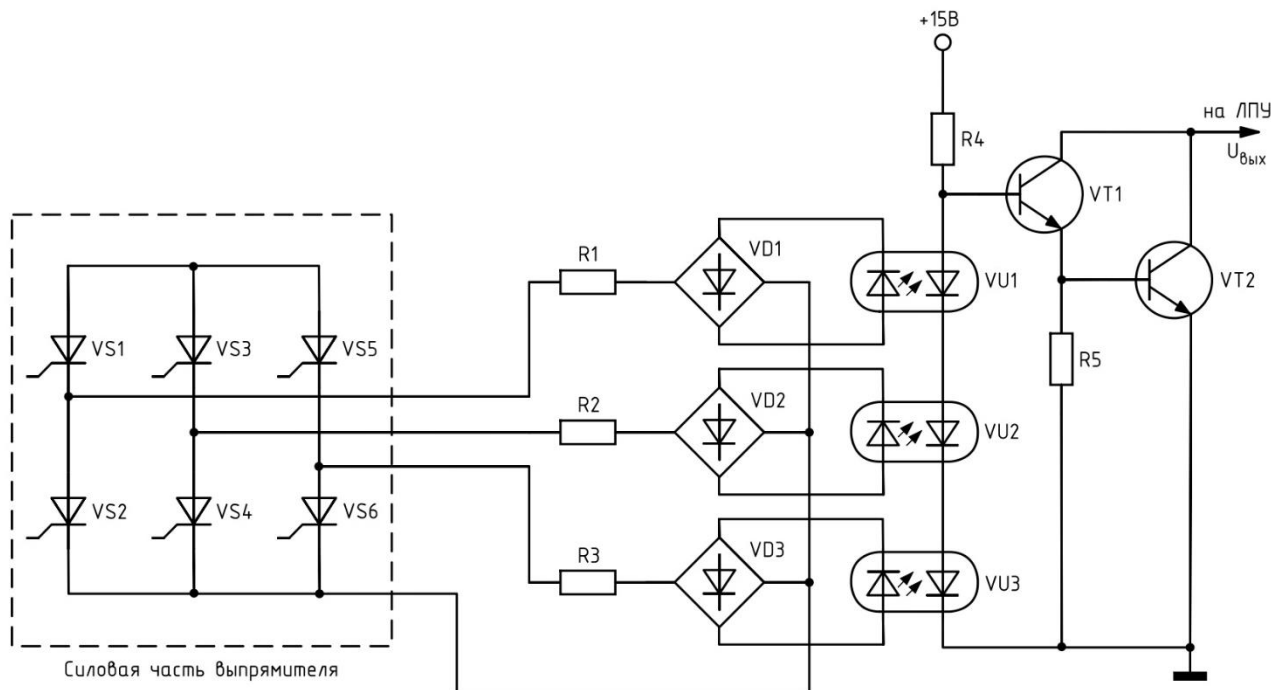 +15В
на ЛПУ
Uвых
R4
VT1
R1
VD1
VU1
VT2
VS1
VS3
VS5
R5
R2
VD2
VU2
VS2
VS4
VS6
R3
VD3
VU3
Силовая часть выпрямителя